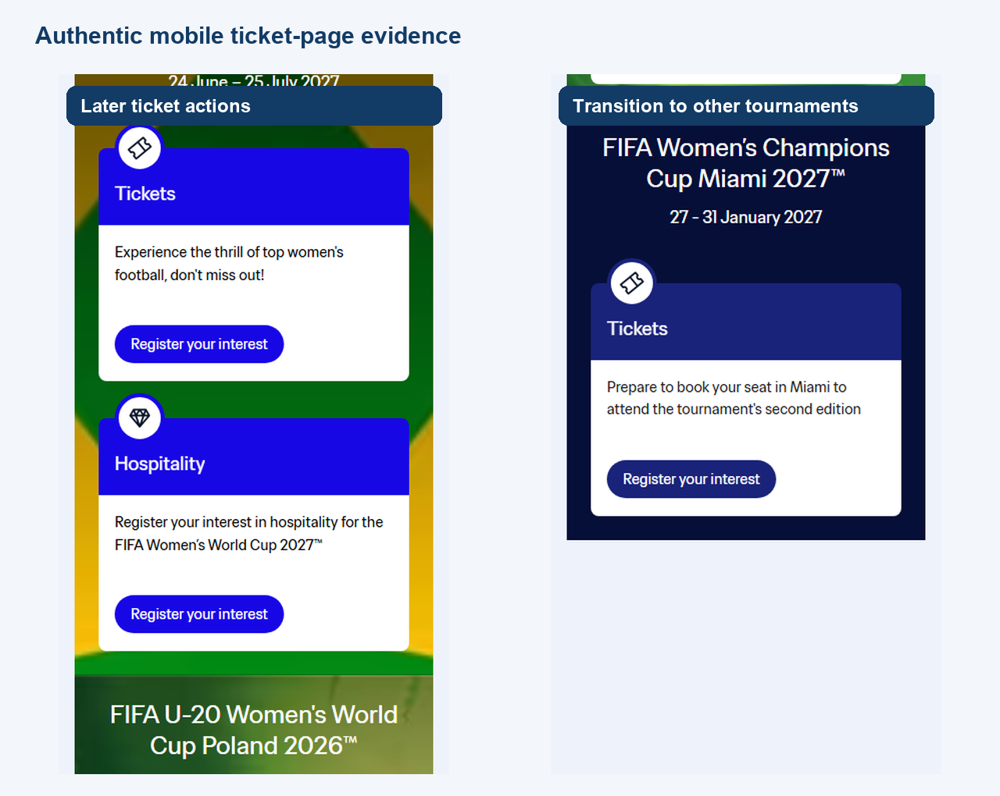 Authentic mobile ticket-page evidence
24 June – 25 July 2027
Later ticket actions
Tickets
Experience the thrill of top women's
football, don't miss out!
Register your interest
Hospitality
Register your interest in hospitality for the
FIFA Women's World Cup 2027™
Register your interest
FIFA U-20 Women's World
Cup Poland 2026™
Transition to other tournaments
FIFA Women's Champions
Cup Miami 2027™
27 - 31 January 2027
Tickets
Prepare to book your seat in Miami to
attend the tournament's second edition
Register your interest